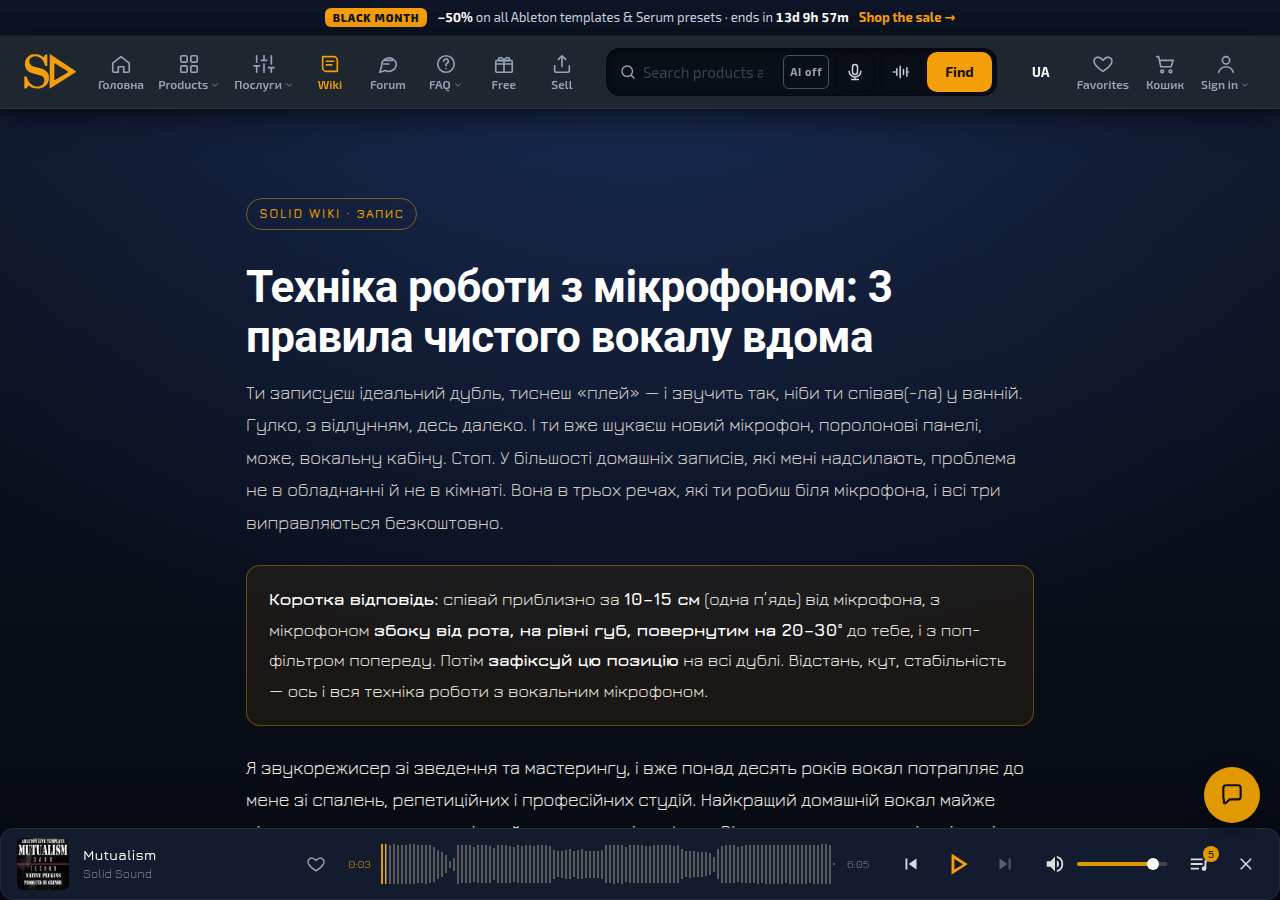 BLACK MONTH −50% on all Ableton templates & Serum presets · ends in 13d 9h 57m Shop the sale →
Головна Products Послуги Wiki Forum FAQ Free Sell Search products a AI off Find UA Favorites Кошик Sign in
SOLID WIKI · ЗАПИС
Техніка роботи з мікрофоном: 3
правила чистого вокалу вдома
Ти записуєш ідеальний дубль, тиснеш «плей» — і звучить так, ніби ти співав(-ла) у ванній.
Гулко, з відлунням, десь далеко. І ти вже шукаєш новий мікрофон, поролонові панелі,
може, вокальну кабіну. Стоп. У більшості домашніх записів, які мені надсилають, проблема
не в обладнанні й не в кімнаті. Вона в трьох речах, які ти робиш біля мікрофона, і всі три
виправляються безкоштовно.
Коротка відповідь: співай приблизно за 10–15 см (одна п'ядь) від мікрофона, з
мікрофоном збоку від рота, на рівні губ, повернутим на 20–30° до тебе, і з поп-
фільтром попереду. Потім зафіксуй цю позицію на всі дублі. Відстань, кут, стабільність
— ось і вся техніка роботи з вокальним мікрофоном.
Я звукорежисер зі зведення та мастерингу, і вже понад десять років вокал потрапляє до
мене зі спалень, репетиційних і професійних студій. Найкращий домашній вокал майже
MUTUALISM
Mutualism
Solid Sound
0:03
6:05
5